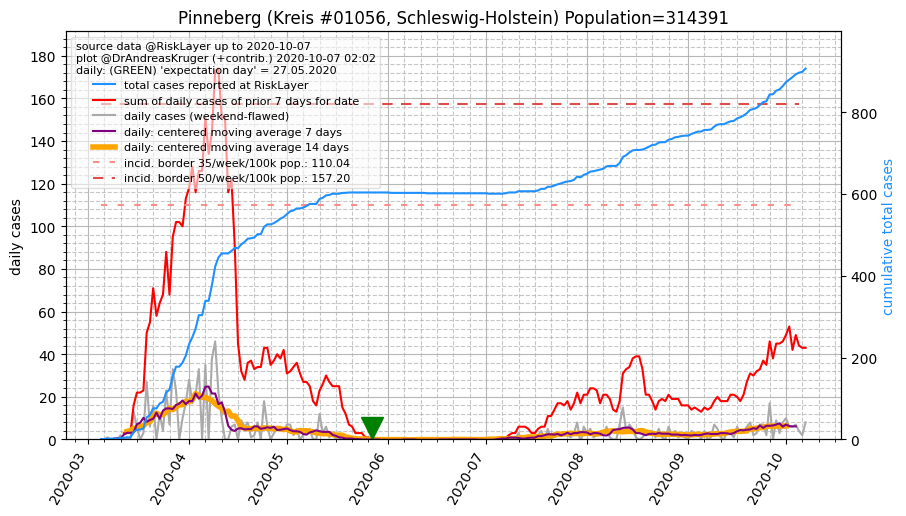 Pinneberg (Kreis #01056, Schleswig-Holstein) Population=314391
source data @RiskLayer up to 2020-10-07
plot @DrAndreasKruger (+contrib.) 2020-10-07 02:02
daily: (GREEN) 'expectation day' = 27.05.2020
total cases reported at RiskLayer
sum of daily cases of prior 7 days for date
daily cases (weekend-flawed)
daily: centered moving average 7 days
daily: centered moving average 14 days
incid. border 35/week/100k pop.: 110.04
incid. border 50/week/100k pop.: 157.20
daily cases
180
160
140
120
100
80
60
40
20
0
cumulative total cases
800
600
400
200
0
2020-03
2020-04
2020-05
2020-06
2020-07
2020-08
2020-09
2020-10